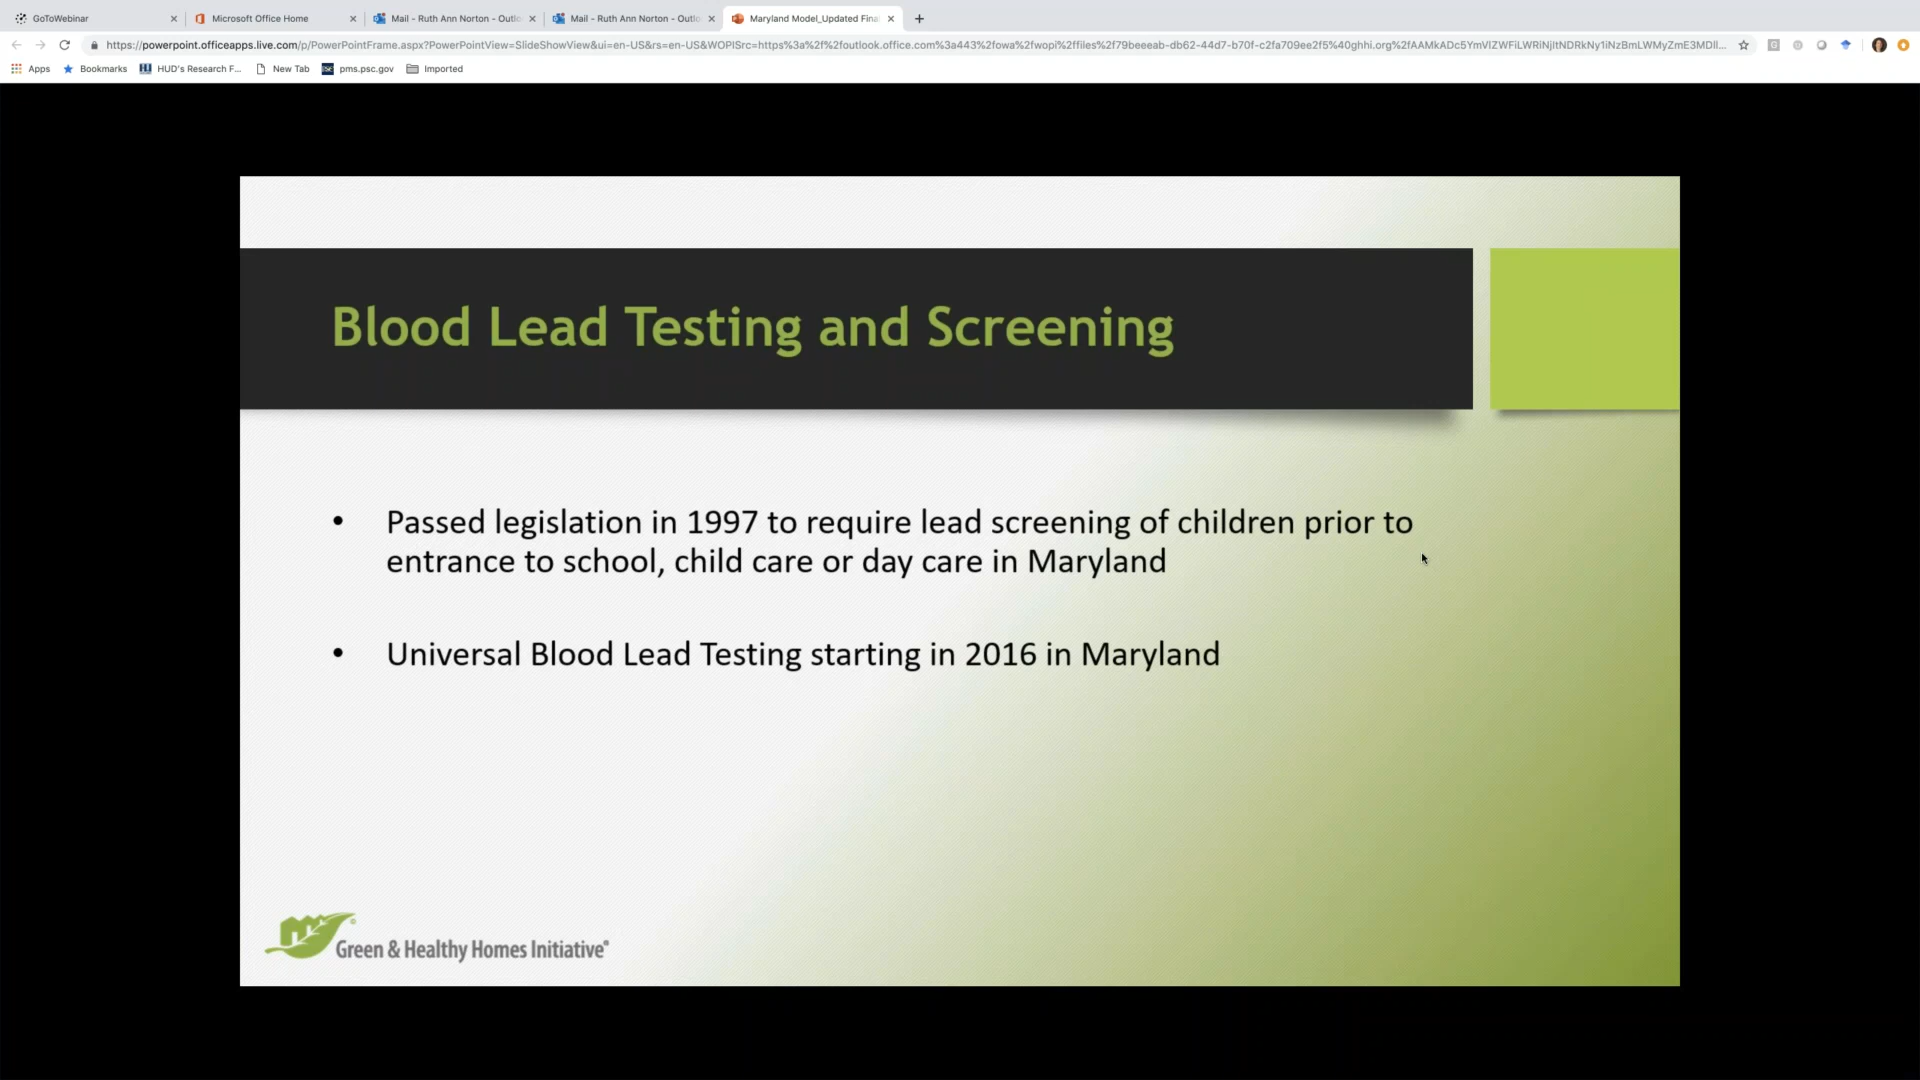 GoToWebinar
Microsoft Office Home
Mail - Ruth Ann Norton - Outlo
Mail - Ruth Ann Norton - Outlo
Maryland Model_Updated Fina
Apps
Bookmarks
HUD's Research F...
New Tab
pms.psc.gov
Imported
Blood Lead Testing and Screening
• Passed legislation in 1997 to require lead screening of children prior to
entrance to school, child care or day care in Maryland
• Universal Blood Lead Testing starting in 2016 in Maryland
Green & Healthy Homes Initiative®